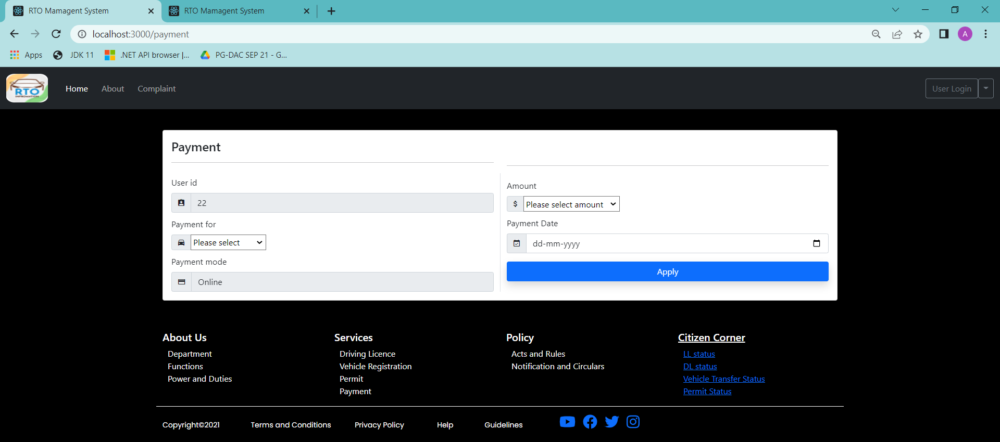 RTO Mamagent System
RTO Mamagent System
localhost:3000/payment
A
Apps
JDK 11
.NET API browser |...
PG-DAC SEP 21 - G...
RTO
Home
About
Complaint
User Login
Payment
User id
22
Payment for
Please select
Payment mode
Online
Amount
$ Please select amount
Payment Date
dd-mm-yyyy
Apply
About Us
Department
Functions
Power and Duties
Services
Driving Licence
Vehicle Registration
Permit
Payment
Policy
Acts and Rules
Notification and Circulars
Citizen Corner
LL status
DL status
Vehicle Transfer Status
Permit Status
Copyright©2021
Terms and Conditions
Privacy Policy
Help
Guidelines